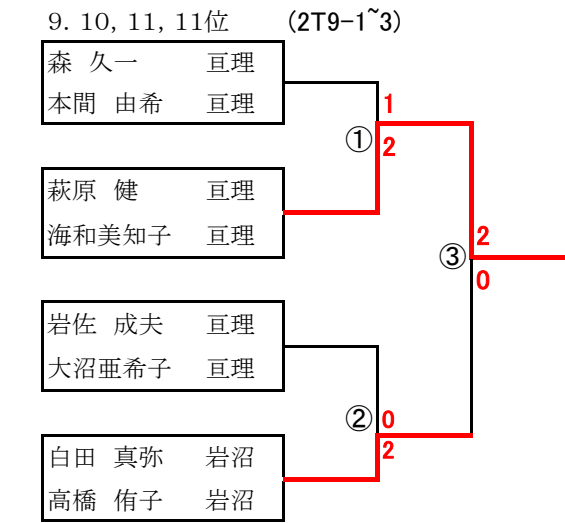 9．10，11，11位 （2T9−1~3）
森 久一 亘理
本間 由希 亘理
1
①
2
萩原 健 亘理
海和美知子 亘理
2
③
0
岩佐 成夫 亘理
大沼亜希子 亘理
②
0
2
白田 真弥 岩沼
高橋 侑子 岩沼